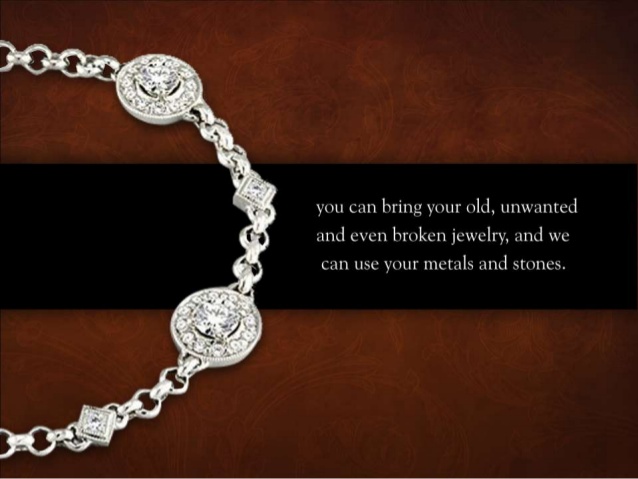 you can bring your old, unwanted
and even broken jewelry, and we
can use your metals and stones.